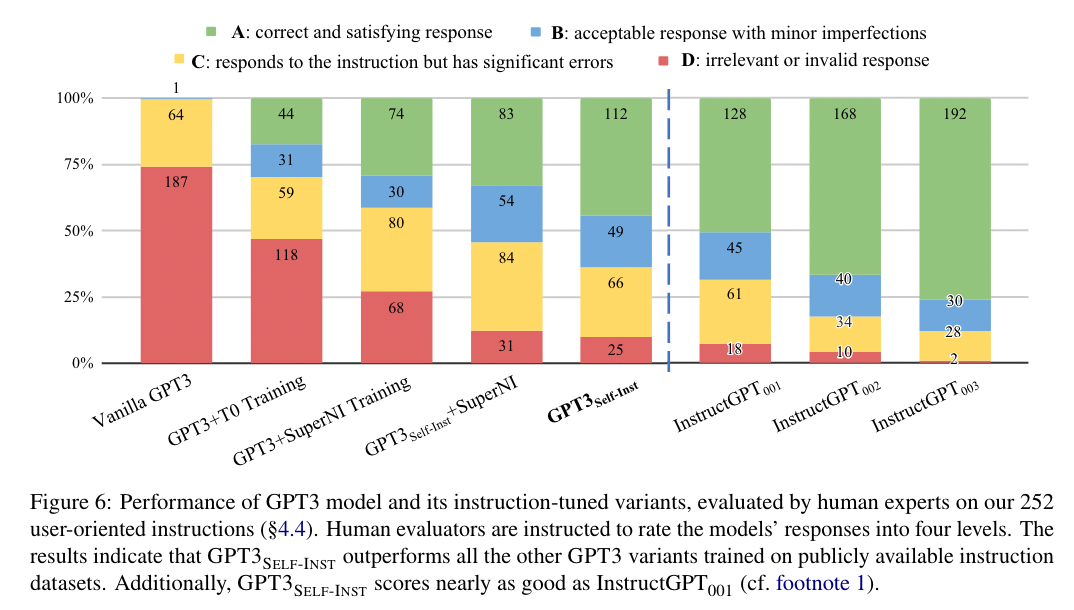 A: correct and satisfying response B: acceptable response with minor imperfections
C: responds to the instruction but has significant errors D: irrelevant or invalid response
1
100%
64 44 74 83 112 128 168 192
75%
187 31 30 54 49 45 40 30
50%
59 80 84 66 61 34 28
25%
118 68 31 25 18 10 2
0%
Vanilla GPT3
GPT3+T0 Training
GPT3+SuperNI Training
GPT3Self-Inst+SuperNI
GPT3Self-Inst
InstructGPT001
InstructGPT002
InstructGPT003
Figure 6: Performance of GPT3 model and its instruction-tuned variants, evaluated by human experts on our 252
user-oriented instructions (§4.4). Human evaluators are instructed to rate the models' responses into four levels. The
results indicate that GPT3SELF-INST outperforms all the other GPT3 variants trained on publicly available instruction
datasets. Additionally, GPT3SELF-INST scores nearly as good as InstructGPT001 (cf. footnote 1).